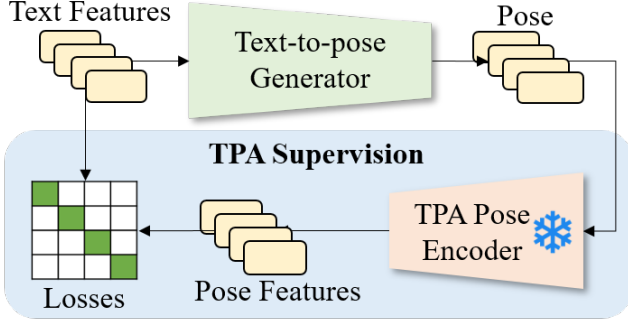 Text Features
Text-to-pose
Generator
Pose
TPA Supervision
TPA Pose
Encoder
Pose Features
Losses